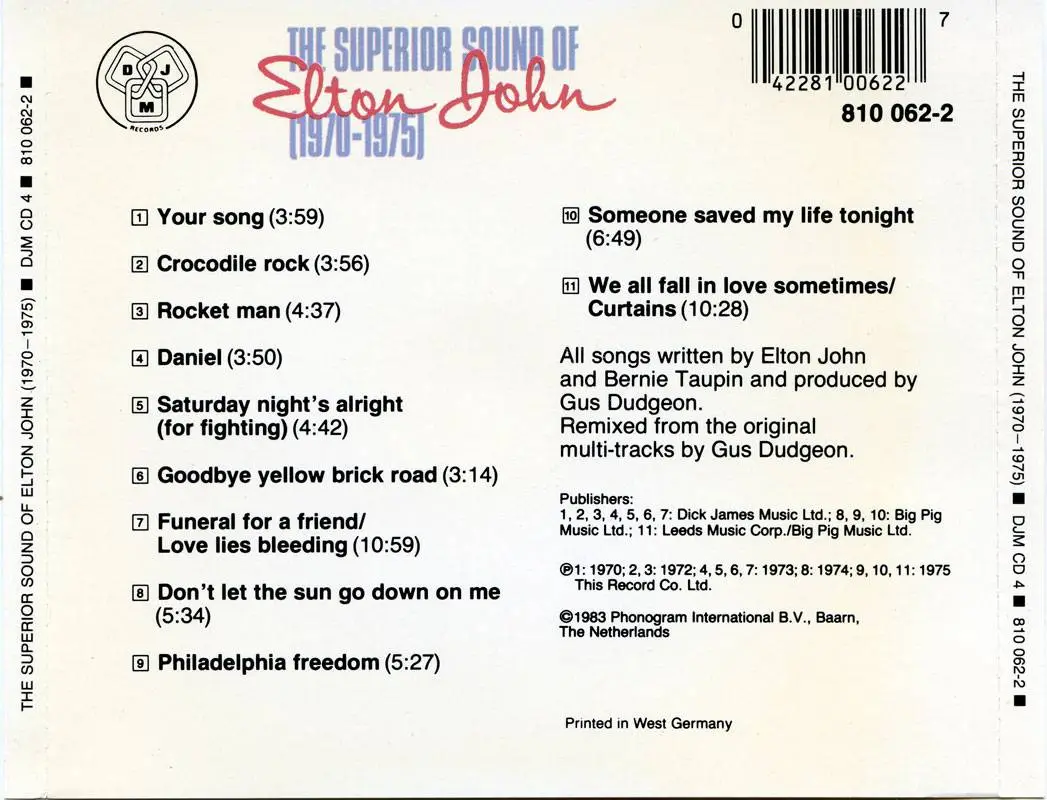 THE SUPERIOR SOUND OF ELTON JOHN (1970–1975) ■ DJM CD 4 ■ 810 062-2 ■
D J
M
RECORDS
THE SUPERIOR SOUND OF
Elton John
(1970-1975)
0 42281 00622 7
810 062-2
1 Your song (3:59)
2 Crocodile rock (3:56)
3 Rocket man (4:37)
4 Daniel (3:50)
5 Saturday night's alright
(for fighting) (4:42)
6 Goodbye yellow brick road (3:14)
7 Funeral for a friend/
Love lies bleeding (10:59)
8 Don't let the sun go down on me
(5:34)
9 Philadelphia freedom (5:27)
10 Someone saved my life tonight
(6:49)
11 We all fall in love sometimes/
Curtains (10:28)
All songs written by Elton John
and Bernie Taupin and produced by
Gus Dudgeon.
Remixed from the original
multi-tracks by Gus Dudgeon.
Publishers:
1, 2, 3, 4, 5, 6, 7: Dick James Music Ltd.; 8, 9, 10: Big Pig
Music Ltd.; 11: Leeds Music Corp./Big Pig Music Ltd.
℗1: 1970; 2, 3: 1972; 4, 5, 6, 7: 1973; 8: 1974; 9, 10, 11: 1975
This Record Co. Ltd.
©1983 Phonogram International B.V., Baarn,
The Netherlands
Printed in West Germany
THE SUPERIOR SOUND OF ELTON JOHN (1970–1975) ■ DJM CD 4 ■ 810 062-2 ■